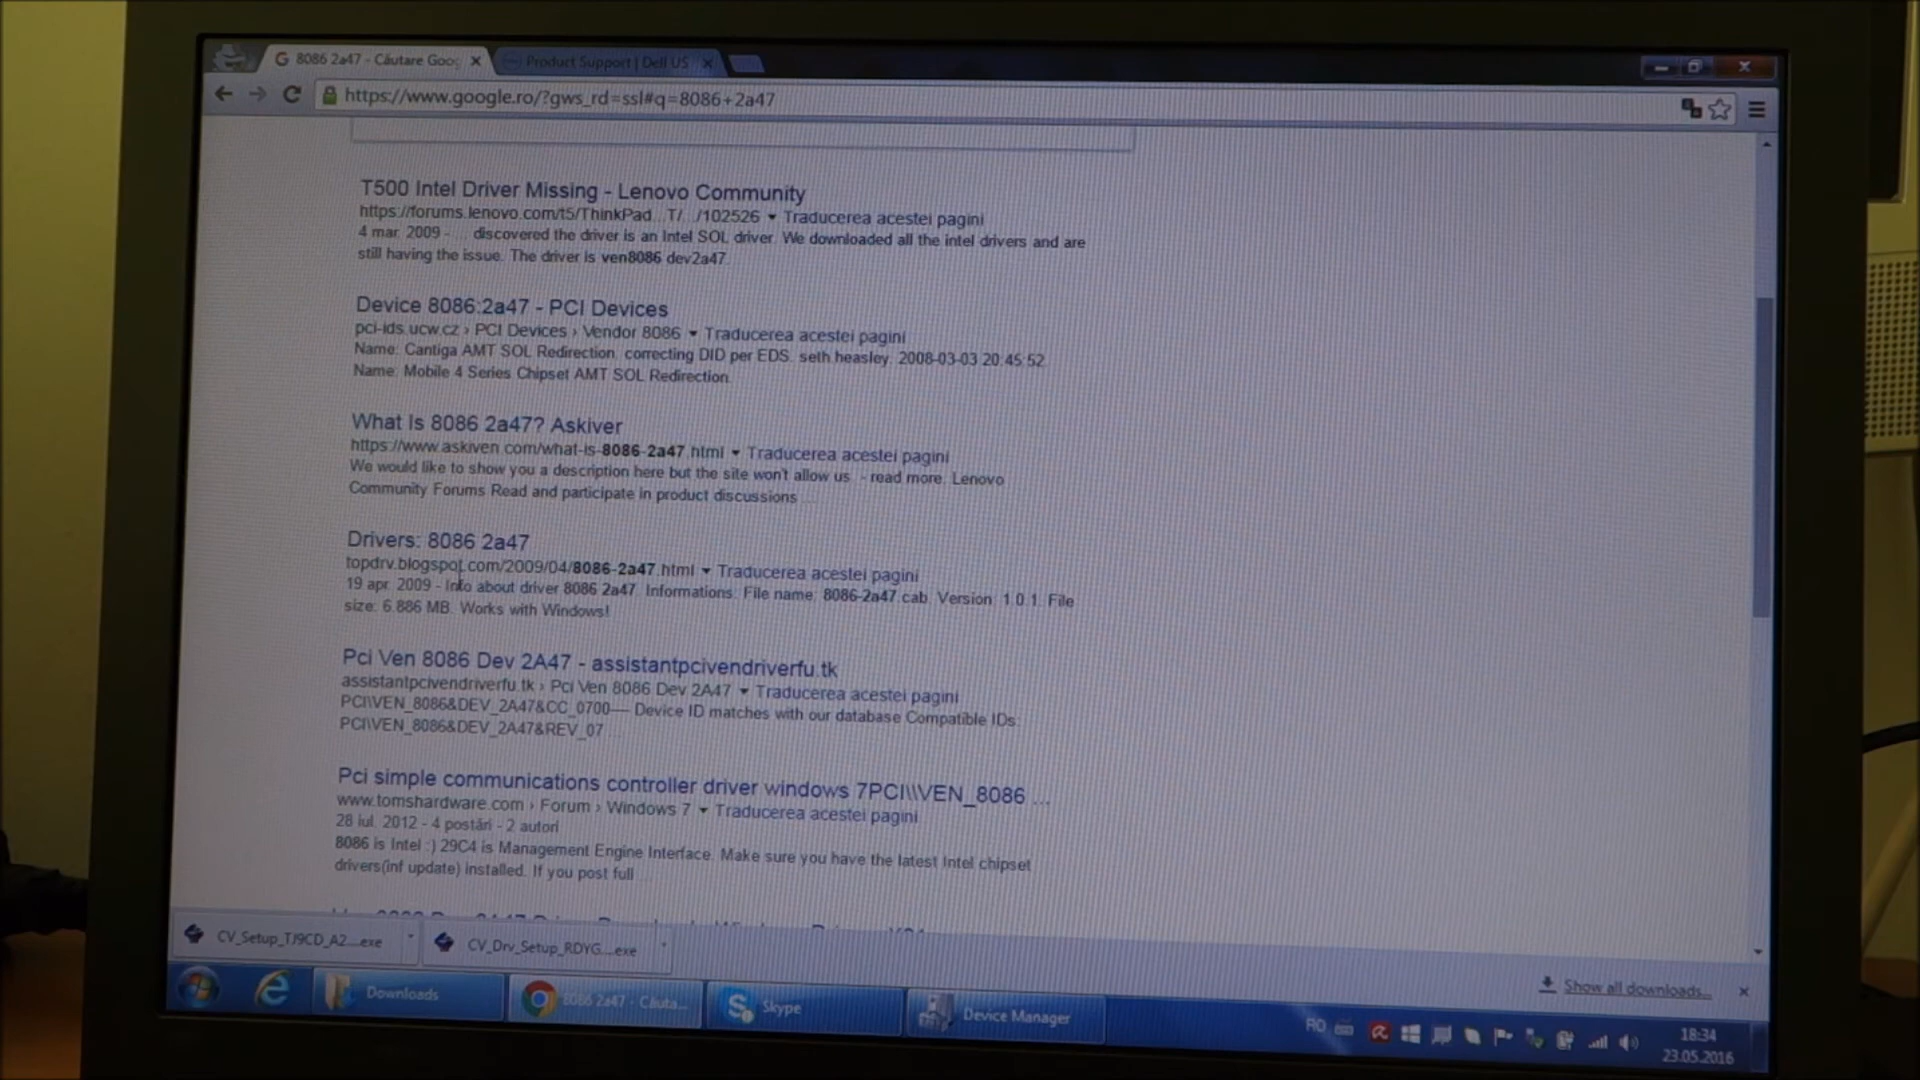 8086 2a47 - Căutare Goo
Product Support | Dell US
https://www.google.ro/?gws_rd=ssl#q=8086+2a47
T500 Intel Driver Missing - Lenovo Community
https://forums.lenovo.com/t5/ThinkPad...T/.../102526 ▾ Traducerea acestei pagini
4 mar. 2009 - ... discovered the driver is an Intel SOL driver. We downloaded all the intel drivers and are
still having the issue. The driver is ven8086 dev2a47.
Device 8086:2a47 - PCI Devices
pci-ids.ucw.cz › PCI Devices › Vendor 8086 ▾ Traducerea acestei pagini
Name: Cantiga AMT SOL Redirection. correcting DID per EDS. seth.heasley. 2008-03-03 20:45:52.
Name: Mobile 4 Series Chipset AMT SOL Redirection.
What Is 8086 2a47? Askiver
https://www.askiven.com/what-is-8086-2a47.html ▾ Traducerea acestei pagini
We would like to show you a description here but the site won't allow us. - read more. Lenovo
Community Forums Read and participate in product discussions ...
Drivers: 8086 2a47
topdrv.blogspot.com/2009/04/8086-2a47.html ▾ Traducerea acestei pagini
19 apr. 2009 - Info about driver 8086 2a47. Informations. File name: 8086-2a47.cab. Version: 1.0.1. File
size: 6.886 MB. Works with Windows!
Pci Ven 8086 Dev 2A47 - assistantpcivendriverfu.tk
assistantpcivendriverfu.tk › Pci Ven 8086 Dev 2A47 ▾ Traducerea acestei pagini
PCI\VEN_8086&DEV_2A47&CC_0700— Device ID matches with our database Compatible IDs:
PCI\VEN_8086&DEV_2A47&REV_07 ...
Pci simple communications controller driver windows 7PCI\\\VEN_8086 ...
www.tomshardware.com › Forum › Windows 7 ▾ Traducerea acestei pagini
28 iul. 2012 - 4 postări - 2 autori
8086 is Intel :) 29C4 is Management Engine Interface. Make sure you have the latest Intel chipset
drivers(inf update) installed. If you post full ...
CV_Setup_TJ9CD_A2....exe
CV_Drv_Setup_RDYG....exe
Show all downloads...
Downloads
8086 2a47 - Căuta...
Skype
Device Manager
RO
18:34
23.05.2016